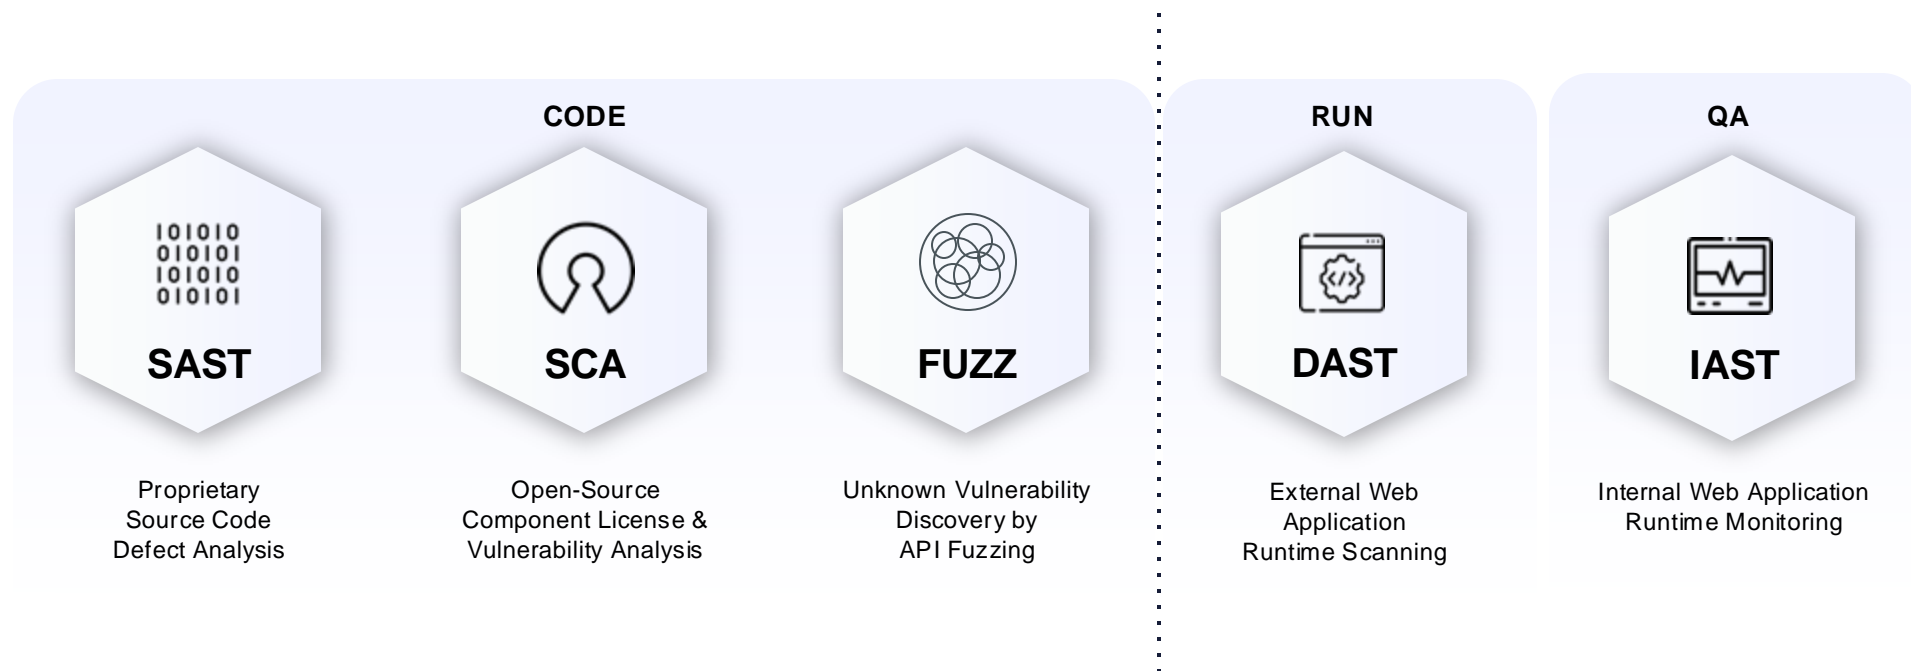 CODE
RUN
QA
101010
010101
101010
010101
SAST
SCA
FUZZ
</>
DAST
IAST
Proprietary
Source Code
Defect Analysis
Open-Source
Component License &
Vulnerability Analysis
Unknown Vulnerability
Discovery by
API Fuzzing
External Web
Application
Runtime Scanning
Internal Web Application
Runtime Monitoring